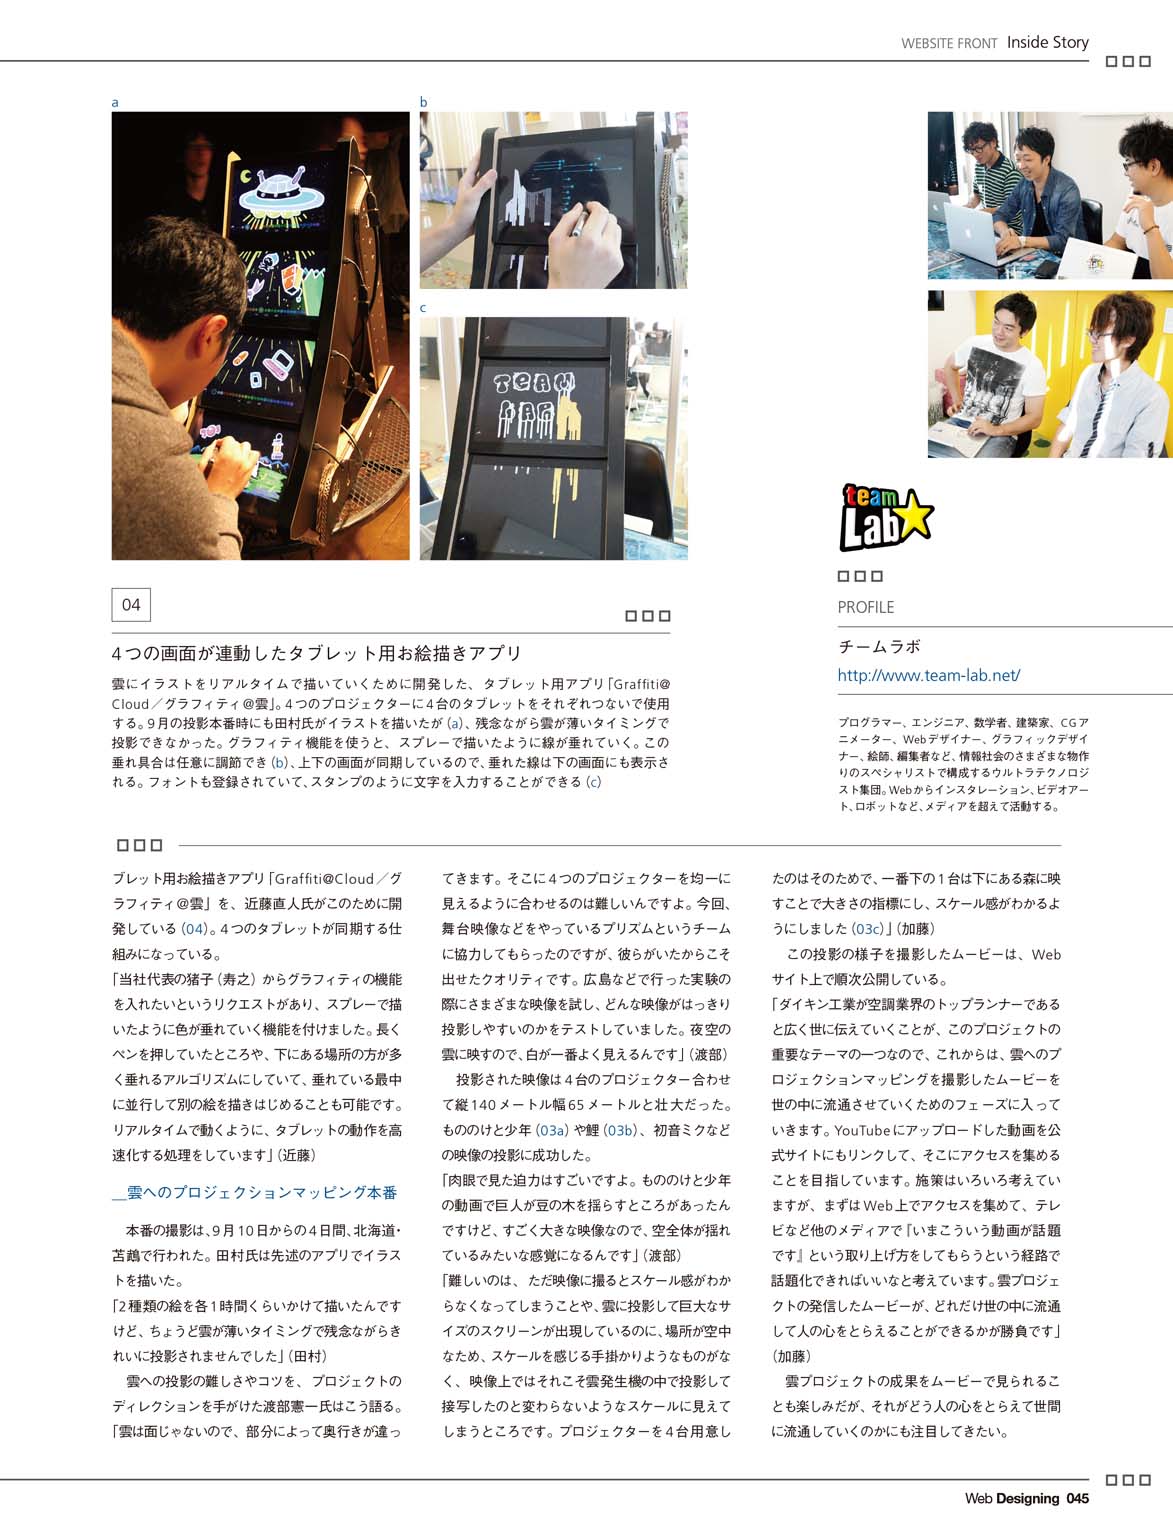 WEBSITE FRONT Inside Story
a
b
c
TEAM
LAB
team
Lab
PROFILE
チームラボ
http://www.team-lab.net/
プログラマー、エンジニア、数学者、建築家、CGア
ニメーター、Webデザイナー、グラフィックデザイ
ナー、絵師、編集者など、情報社会のさまざまな物作
りのスペシャリストで構成するウルトラテクノロジ
スト集団。Webからインスタレーション、ビデオアー
ト、ロボットなど、メディアを超えて活動する。
04
4つの画面が連動したタブレット用お絵描きアプリ
雲にイラストをリアルタイムで描いていくために開発した、タブレット用アプリ「Graffiti@
Cloud／グラフィティ@雲」。4つのプロジェクターに4台のタブレットをそれぞれつないで使用
する。9月の投影本番時にも田村氏がイラストを描いたが（a）、残念ながら雲が薄いタイミングで
投影できなかった。グラフィティ機能を使うと、スプレーで描いたように線が垂れていく。この
垂れ具合は任意に調節でき（b）、上下の画面が同期しているので、垂れた線は下の画面にも表示さ
れる。フォントも登録されていて、スタンプのように文字を入力することができる（c）
ブレット用お絵描きアプリ「Graffiti@Cloud／グ
ラフィティ@雲」を、近藤直人氏がこのために開
発している（04）。4つのタブレットが同期する仕
組みになっている。
「当社代表の猪子（寿之）からグラフィティの機能
を入れたいというリクエストがあり、スプレーで描
いたように色が垂れていく機能を付けました。長く
ペンを押していたところや、下にある場所の方が多
く垂れるアルゴリズムにしていて、垂れている最中
に並行して別の絵を描きはじめることも可能です。
リアルタイムで動くように、タブレットの動作を高
速化する処理をしています」（近藤）
＿雲へのプロジェクションマッピング本番
本番の撮影は、9月10日からの4日間、北海道・
苫鵡で行われた。田村氏は先述のアプリでイラス
トを描いた。
「2種類の絵を各1時間くらいかけて描いたんです
けど、ちょうど雲が薄いタイミングで残念ながらき
れいに投影されませんでした」（田村）
雲への投影の難しさやコツを、プロジェクトの
ディレクションを手がけた渡部憲一氏はこう語る。
「雲は面じゃないので、部分によって奥行きが違っ
てきます。そこに4つのプロジェクターを均一に
見えるように合わせるのは難しいんですよ。今回、
舞台映像などをやっているプリズムというチーム
に協力してもらったのですが、彼らがいたからこそ
出せたクオリティです。広島などで行った実験の
際にさまざまな映像を試し、どんな映像がはっきり
投影しやすいのかをテストしていました。夜空の
雲に映すので、白が一番よく見えるんです」（渡部）
投影された映像は4台のプロジェクター合わせ
て縦140メートル幅65メートルと壮大だった。
もののけと少年（03a）や鯉（03b）、初音ミクなど
の映像の投影に成功した。
「肉眼で見た迫力はすごいですよ。もののけと少年
の動画で巨人が豆の木を揺らすところがあったん
ですけど、すごく大きな映像なので、空全体が揺れ
ているみたいな感覚になるんです」（渡部）
「難しいのは、ただ映像に撮るとスケール感がわか
らなくなってしまうことや、雲に投影して巨大なサ
イズのスクリーンが出現しているのに、場所が空中
なため、スケールを感じる手掛かりようなものがな
く、映像上ではそれこそ雲発生機の中で投影して
接写したのと変わらないようなスケールに見えて
しまうところです。プロジェクターを4台用意し
たのはそのためで、一番下の1台は下にある森に映
すことで大きさの指標にし、スケール感がわかるよ
うにしました（03c）」（加藤）
この投影の様子を撮影したムービーは、Web
サイト上で順次公開している。
「ダイキン工業が空調業界のトップランナーである
と広く世に伝えていくことが、このプロジェクトの
重要なテーマの一つなので、これからは、雲へのプ
ロジェクションマッピングを撮影したムービーを
世の中に流通させていくためのフェーズに入って
いきます。YouTubeにアップロードした動画を公
式サイトにもリンクして、そこにアクセスを集める
ことを目指しています。施策はいろいろ考えてい
ますが、まずはWeb上でアクセスを集めて、テレ
ビなど他のメディアで『いまこういう動画が話題
です』という取り上げ方をしてもらうという経路で
話題化できればいいなと考えています。雲プロジェ
クトの発信したムービーが、どれだけ世の中に流通
して人の心をとらえることができるかが勝負です」
（加藤）
雲プロジェクトの成果をムービーで見られるこ
とも楽しみだが、それがどう人の心をとらえて世間
に流通していくのかにも注目してきたい。
Web Designing 045